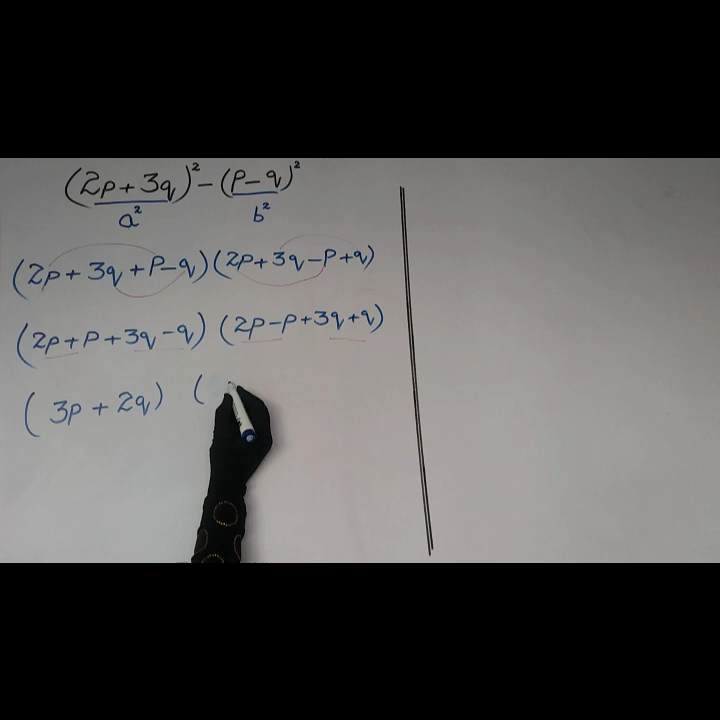 (2p+3q)² – (p–q)²
a² b²
(2p+3q+p–q)(2p+3q–p+q)
(2p+p+3q–q) (2p–p+3q+q)
(3p+2q) (